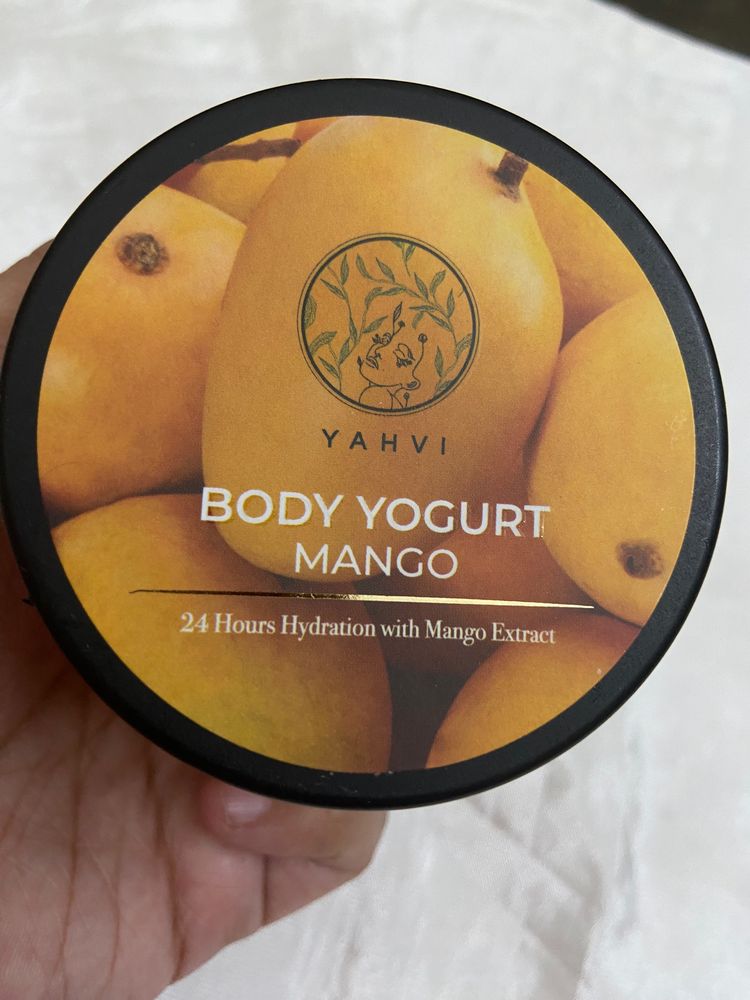 YAHVI
BODY YOGURT
MANGO
24 Hours Hydration with Mango Extract